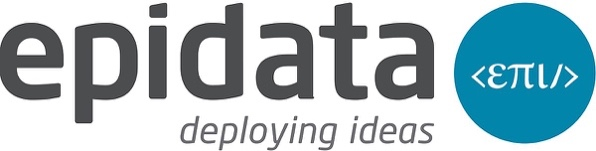 epidata
<επι/>
deploying ideas